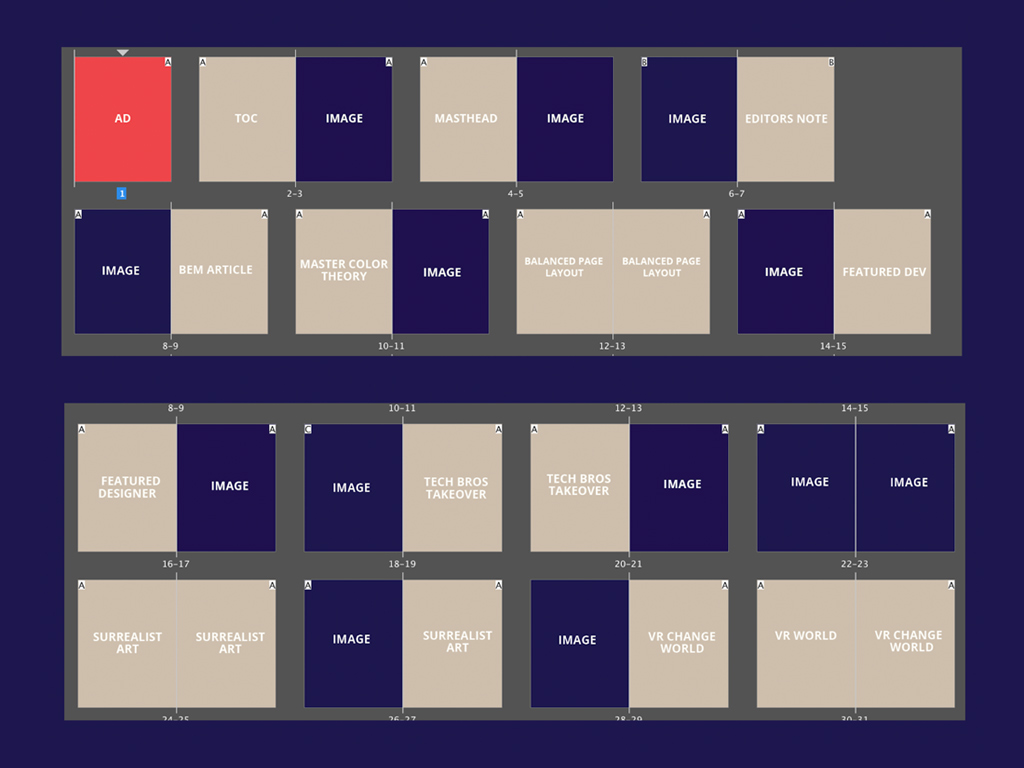 A A A A B B
AD TOC IMAGE MASTHEAD IMAGE IMAGE EDITORS NOTE
1 2-3 4-5 6-7
A A A A A A A A
IMAGE BEM ARTICLE MASTER COLOR THEORY IMAGE BALANCED PAGE LAYOUT BALANCED PAGE LAYOUT IMAGE FEATURED DEV
8-9 10-11 12-13 14-15
8-9 10-11 12-13 14-15
A A C A A A A A
FEATURED DESIGNER IMAGE IMAGE TECH BROS TAKEOVER TECH BROS TAKEOVER IMAGE IMAGE IMAGE
16-17 18-19 20-21 22-23
A A A A A A A
SURREALIST ART SURREALIST ART IMAGE SURREALIST ART IMAGE VR CHANGE WORLD VR WORLD VR CHANGE WORLD
24-25 26-27 28-29 30-31